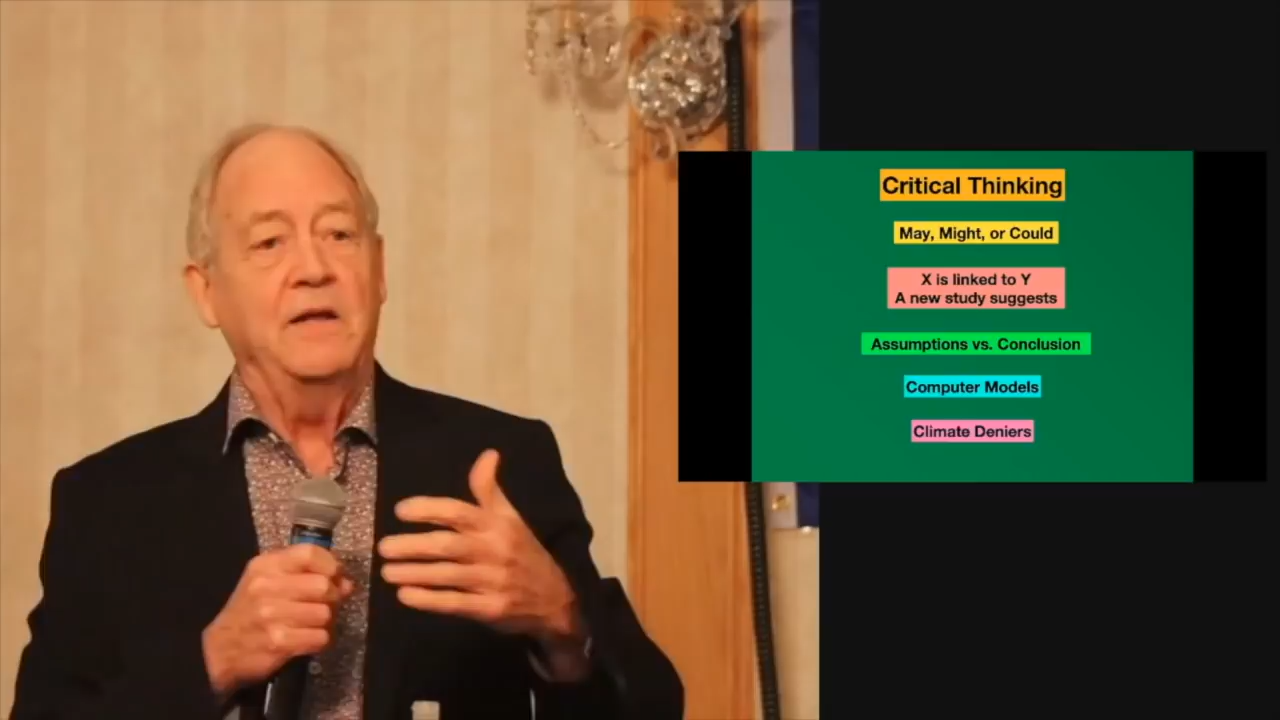 Critical Thinking
May, Might, or Could
X is linked to Y
A new study suggests
Assumptions vs. Conclusion
Computer Models
Climate Deniers